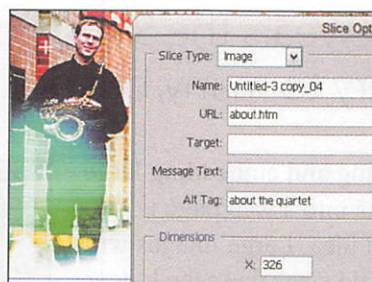 Slice Opt
Slice Type: Image
Name: Untitled-3 copy_04
URL: about.htm
Target:
Message Text:
Alt Tag: about the quartet
Dimensions
X: 326